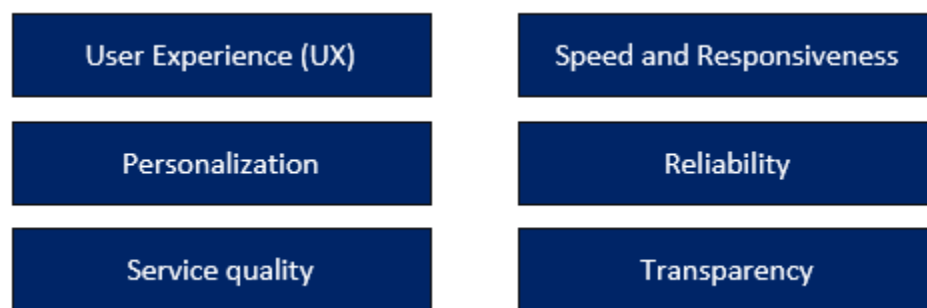 User Experience (UX)
Speed and Responsiveness
Personalization
Reliability
Service quality
Transparency